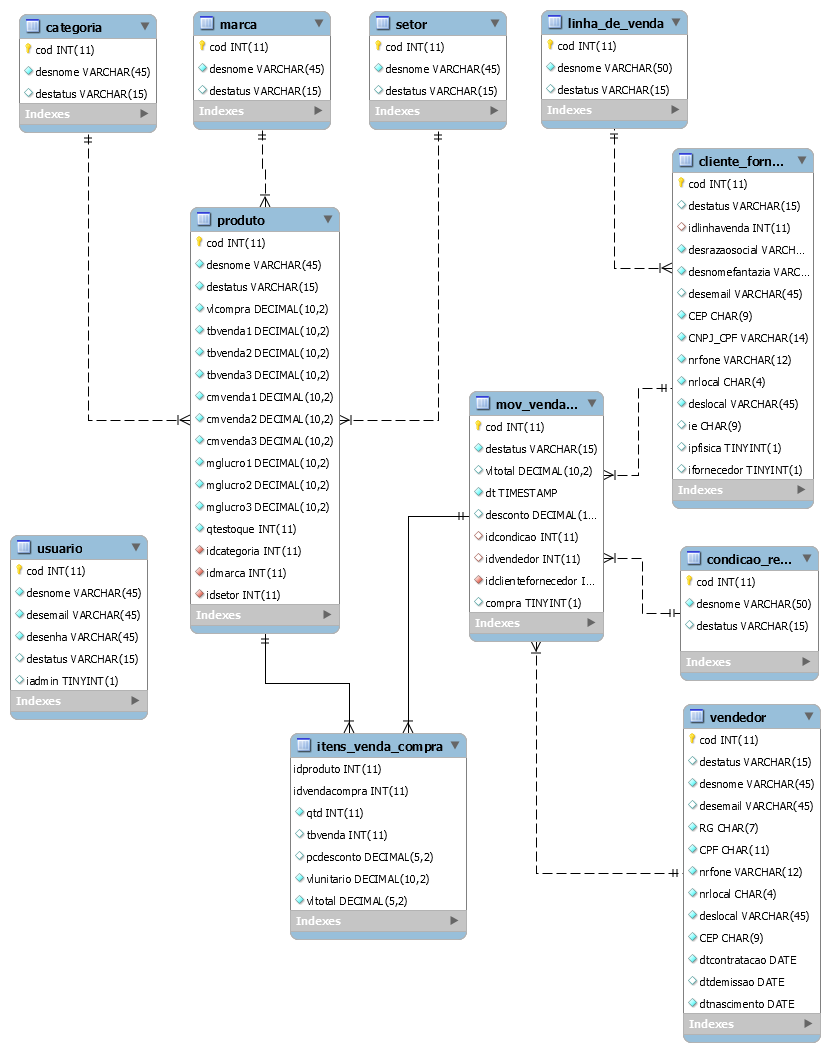 categoria
cod INT(11)
desnome VARCHAR(45)
destatus VARCHAR(15)
Indexes
marca
cod INT(11)
desnome VARCHAR(45)
destatus VARCHAR(15)
Indexes
setor
cod INT(11)
desnome VARCHAR(45)
destatus VARCHAR(15)
Indexes
linha_de_venda
cod INT(11)
desnome VARCHAR(50)
destatus VARCHAR(15)
Indexes
cliente_forn...
cod INT(11)
destatus VARCHAR(15)
idlinhavenda INT(11)
desrazaosocial VARCH...
desnomefantazia VARC...
desemail VARCHAR(45)
CEP CHAR(9)
CNPJ_CPF VARCHAR(14)
nrfone VARCHAR(12)
nrlocal CHAR(4)
deslocal VARCHAR(45)
ie CHAR(9)
ipfisica TINYINT(1)
ifornecedor TINYINT(1)
Indexes
produto
cod INT(11)
desnome VARCHAR(45)
destatus VARCHAR(15)
vlcompra DECIMAL(10,2)
tbvenda1 DECIMAL(10,2)
tbvenda2 DECIMAL(10,2)
tbvenda3 DECIMAL(10,2)
cmvenda1 DECIMAL(10,2)
cmvenda2 DECIMAL(10,2)
cmvenda3 DECIMAL(10,2)
mglucro1 DECIMAL(10,2)
mglucro2 DECIMAL(10,2)
mglucro3 DECIMAL(10,2)
qtestoque INT(11)
idcategoria INT(11)
idmarca INT(11)
idsetor INT(11)
Indexes
mov_venda...
cod INT(11)
destatus VARCHAR(15)
vltotal DECIMAL(10,2)
dt TIMESTAMP
desconto DECIMAL(1...
idcondicao INT(11)
idvendedor INT(11)
idclientefornecedor I...
compra TINYINT(1)
Indexes
usuario
cod INT(11)
desnome VARCHAR(45)
desemail VARCHAR(45)
desenha VARCHAR(45)
destatus VARCHAR(15)
iadmin TINYINT(1)
Indexes
condicao_re...
cod INT(11)
desnome VARCHAR(50)
destatus VARCHAR(15)
Indexes
itens_venda_compra
idproduto INT(11)
idvendacompra INT(11)
qtd INT(11)
tbvenda INT(11)
pcdesconto DECIMAL(5,2)
vlunitario DECIMAL(10,2)
vltotal DECIMAL(5,2)
Indexes
vendedor
cod INT(11)
destatus VARCHAR(15)
desnome VARCHAR(45)
desemail VARCHAR(45)
RG CHAR(7)
CPF CHAR(11)
nrfone VARCHAR(12)
nrlocal CHAR(4)
deslocal VARCHAR(45)
CEP CHAR(9)
dtcontratacao DATE
dtdemissao DATE
dtnascimento DATE
Indexes